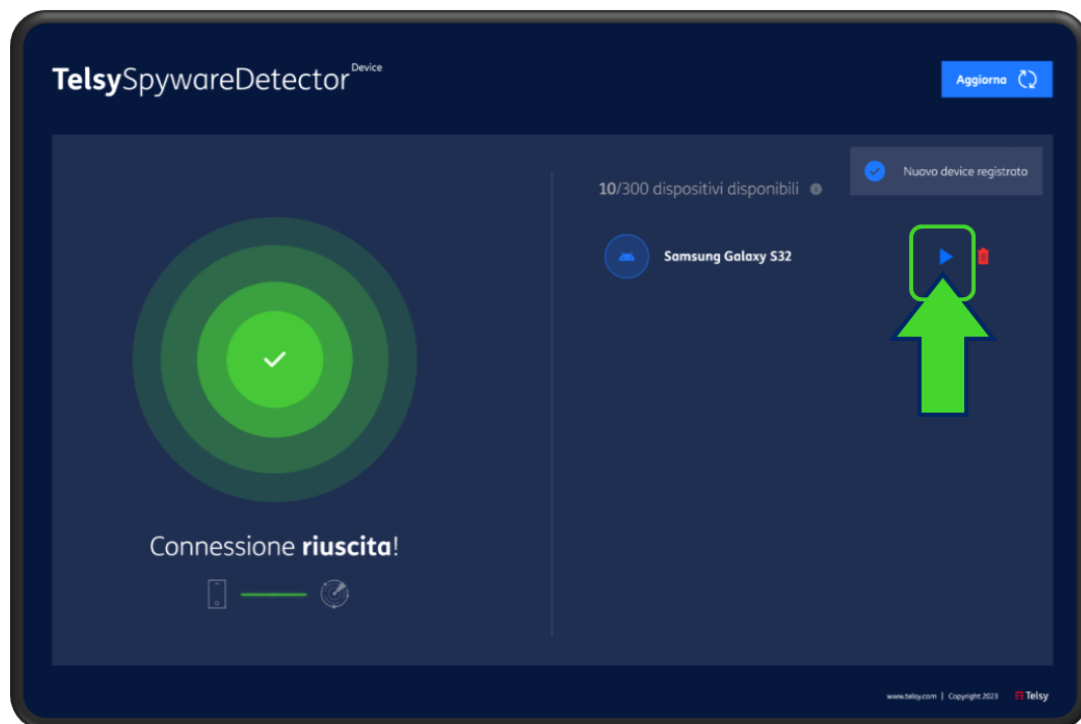 TelsySpywareDetector Device
Aggiorna
Nuovo device registrato
10/300 dispositivi disponibili
Samsung Galaxy S32
Connessione riuscita!
www.telsy.com | Copyright 2023 Telsy